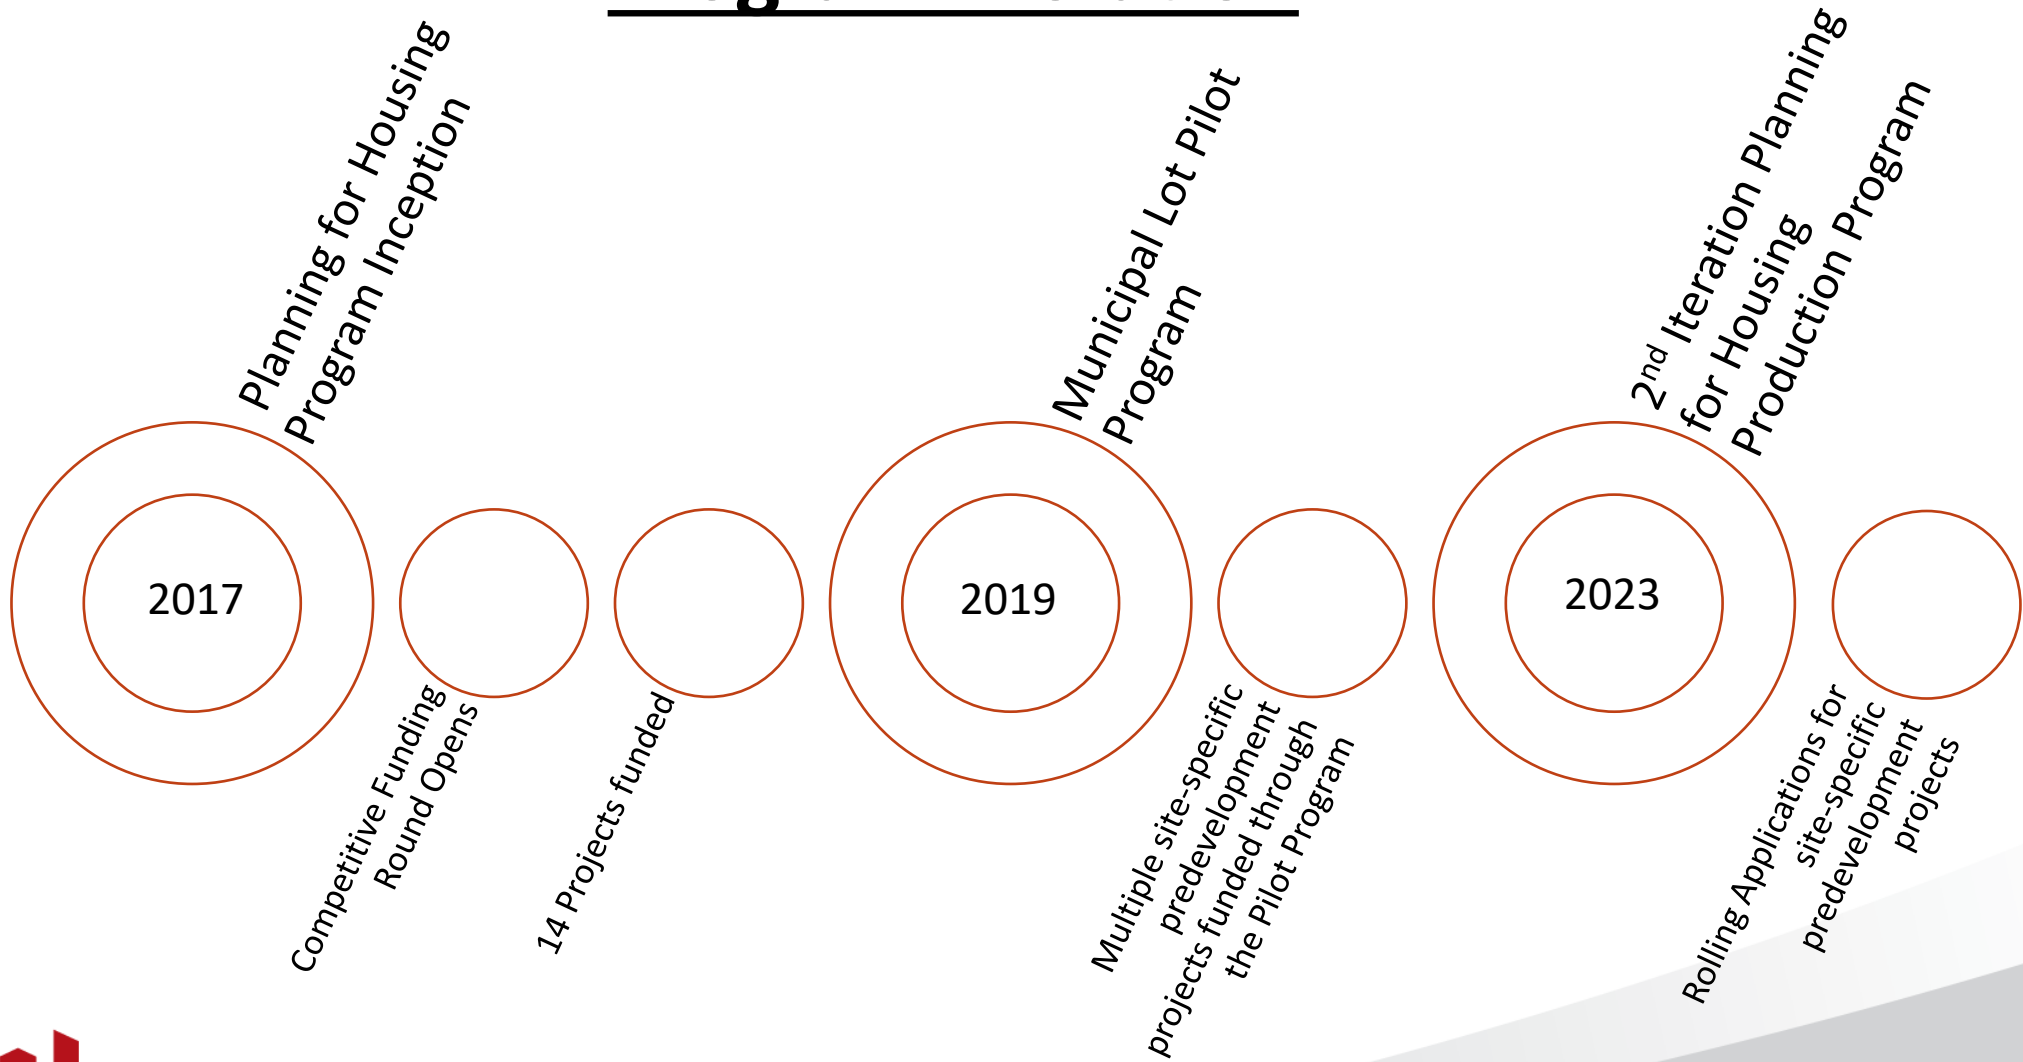 Planning for Housing
Program Inception
2017
Competitive Funding
Round Opens
14 Projects funded
Municipal Lot Pilot
Program
2019
Multiple site-specific
predevelopment
projects funded through
the Pilot Program
2nd Iteration Planning
for Housing
Production Program
2023
Rolling Applications for
site-specific
predevelopment
projects